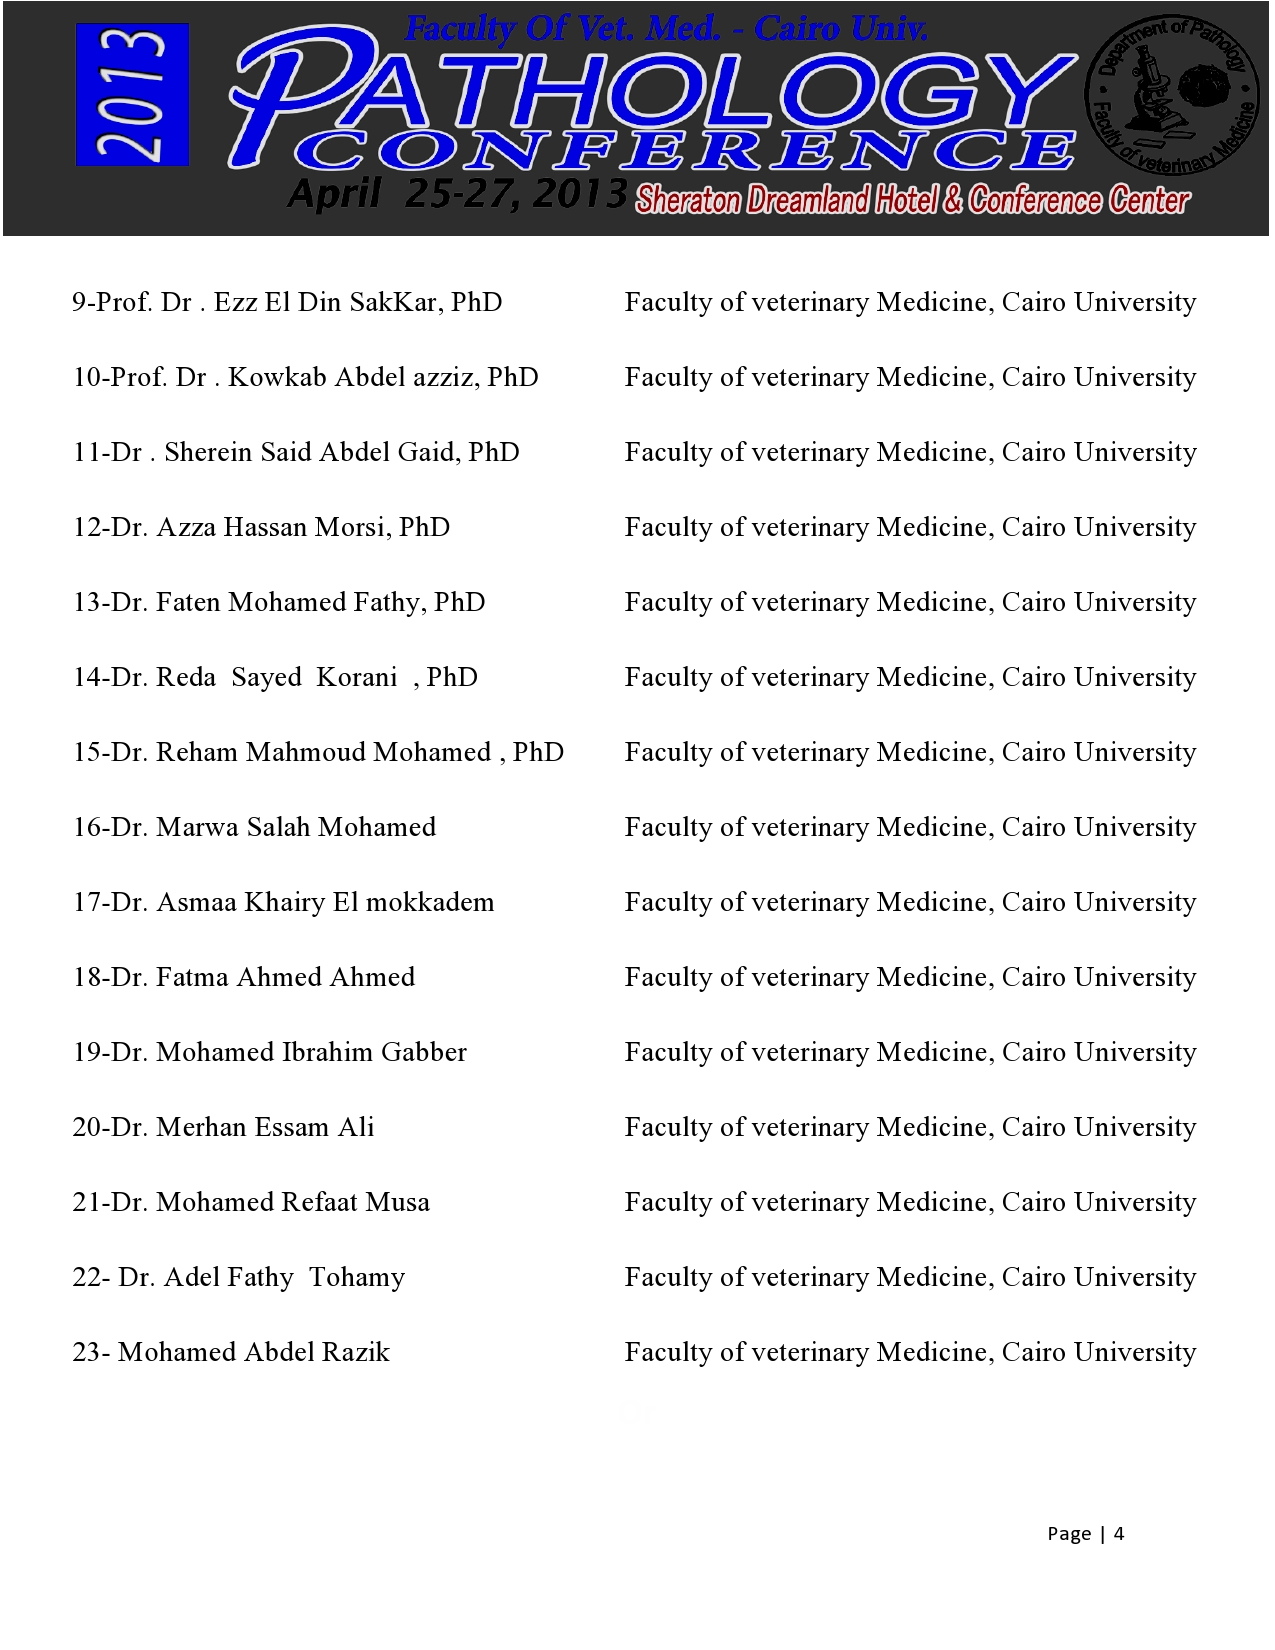 2013
Faculty Of Vet. Med. - Cairo Univ.
PATHOLOGY
CONFERENCE
April 25-27, 2013 Sheraton Dreamland Hotel & Conference Center
Department of Pathology
Faculty of veterinary Medicine
9-Prof. Dr . Ezz El Din SakKar, PhD Faculty of veterinary Medicine, Cairo University
10-Prof. Dr . Kowkab Abdel azziz, PhD Faculty of veterinary Medicine, Cairo University
11-Dr . Sherein Said Abdel Gaid, PhD Faculty of veterinary Medicine, Cairo University
12-Dr. Azza Hassan Morsi, PhD Faculty of veterinary Medicine, Cairo University
13-Dr. Faten Mohamed Fathy, PhD Faculty of veterinary Medicine, Cairo University
14-Dr. Reda  Sayed  Korani  , PhD Faculty of veterinary Medicine, Cairo University
15-Dr. Reham Mahmoud Mohamed , PhD Faculty of veterinary Medicine, Cairo University
16-Dr. Marwa Salah Mohamed Faculty of veterinary Medicine, Cairo University
17-Dr. Asmaa Khairy El mokkadem Faculty of veterinary Medicine, Cairo University
18-Dr. Fatma Ahmed Ahmed Faculty of veterinary Medicine, Cairo University
19-Dr. Mohamed Ibrahim Gabber Faculty of veterinary Medicine, Cairo University
20-Dr. Merhan Essam Ali Faculty of veterinary Medicine, Cairo University
21-Dr. Mohamed Refaat Musa Faculty of veterinary Medicine, Cairo University
22- Dr. Adel Fathy  Tohamy Faculty of veterinary Medicine, Cairo University
23- Mohamed Abdel Razik Faculty of veterinary Medicine, Cairo University
Page | 4